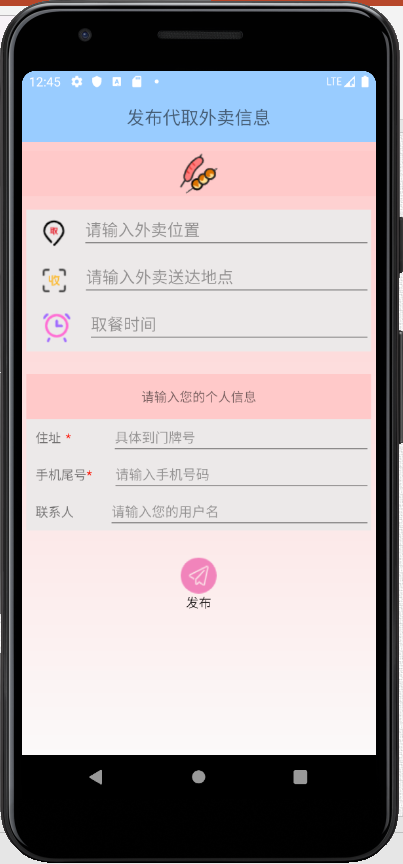 12:45 LTE
发布代取外卖信息
取 请输入外卖位置
收 请输入外卖送达地点
取餐时间
请输入您的个人信息
住址 * 具体到门牌号
手机尾号* 请输入手机号码
联系人 请输入您的用户名
发布